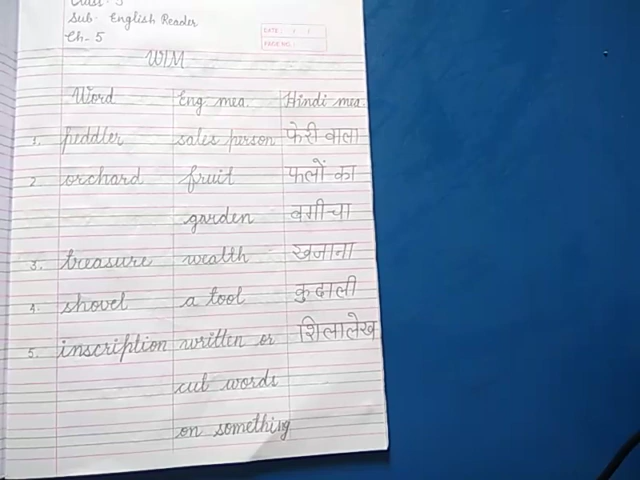 Class- 5
Sub- English Reader
Ch- 5
DATE: / /
PAGE NO.:
W/M
Word Eng mea. Hindi mea.
1. peddler sales person फेरी वाला
2. orchard fruit फलों का
garden बगीचा
3. treasure wealth खजाना
4. shovel a tool कुदाली
5. inscription written or शिलालेख
cut words
on something